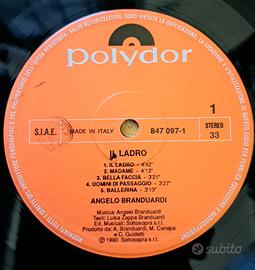 polydor
S.I.A.E.
MADE IN ITALY
847 097-1
1
STEREO
33
IL LADRO
1. IL LADRO - 4'42"
2. MADAME - 4'13"
3. BELLA FACCIA - 3'21"
4. UOMINI DI PASSAGGIO - 3'27
5. BALLERINA - 3'13"
ANGELO BRANDUARDI
Musica: Angelo Branduardi
Testi: Luisa Zappa Branduardi
Ed. Musicali: Sottosopra s.r.l.
Prodotto da: A. Branduardi, M. Canepa
e C. Guidetti
℗ 1990 Sottosopra s.r.l.
subito